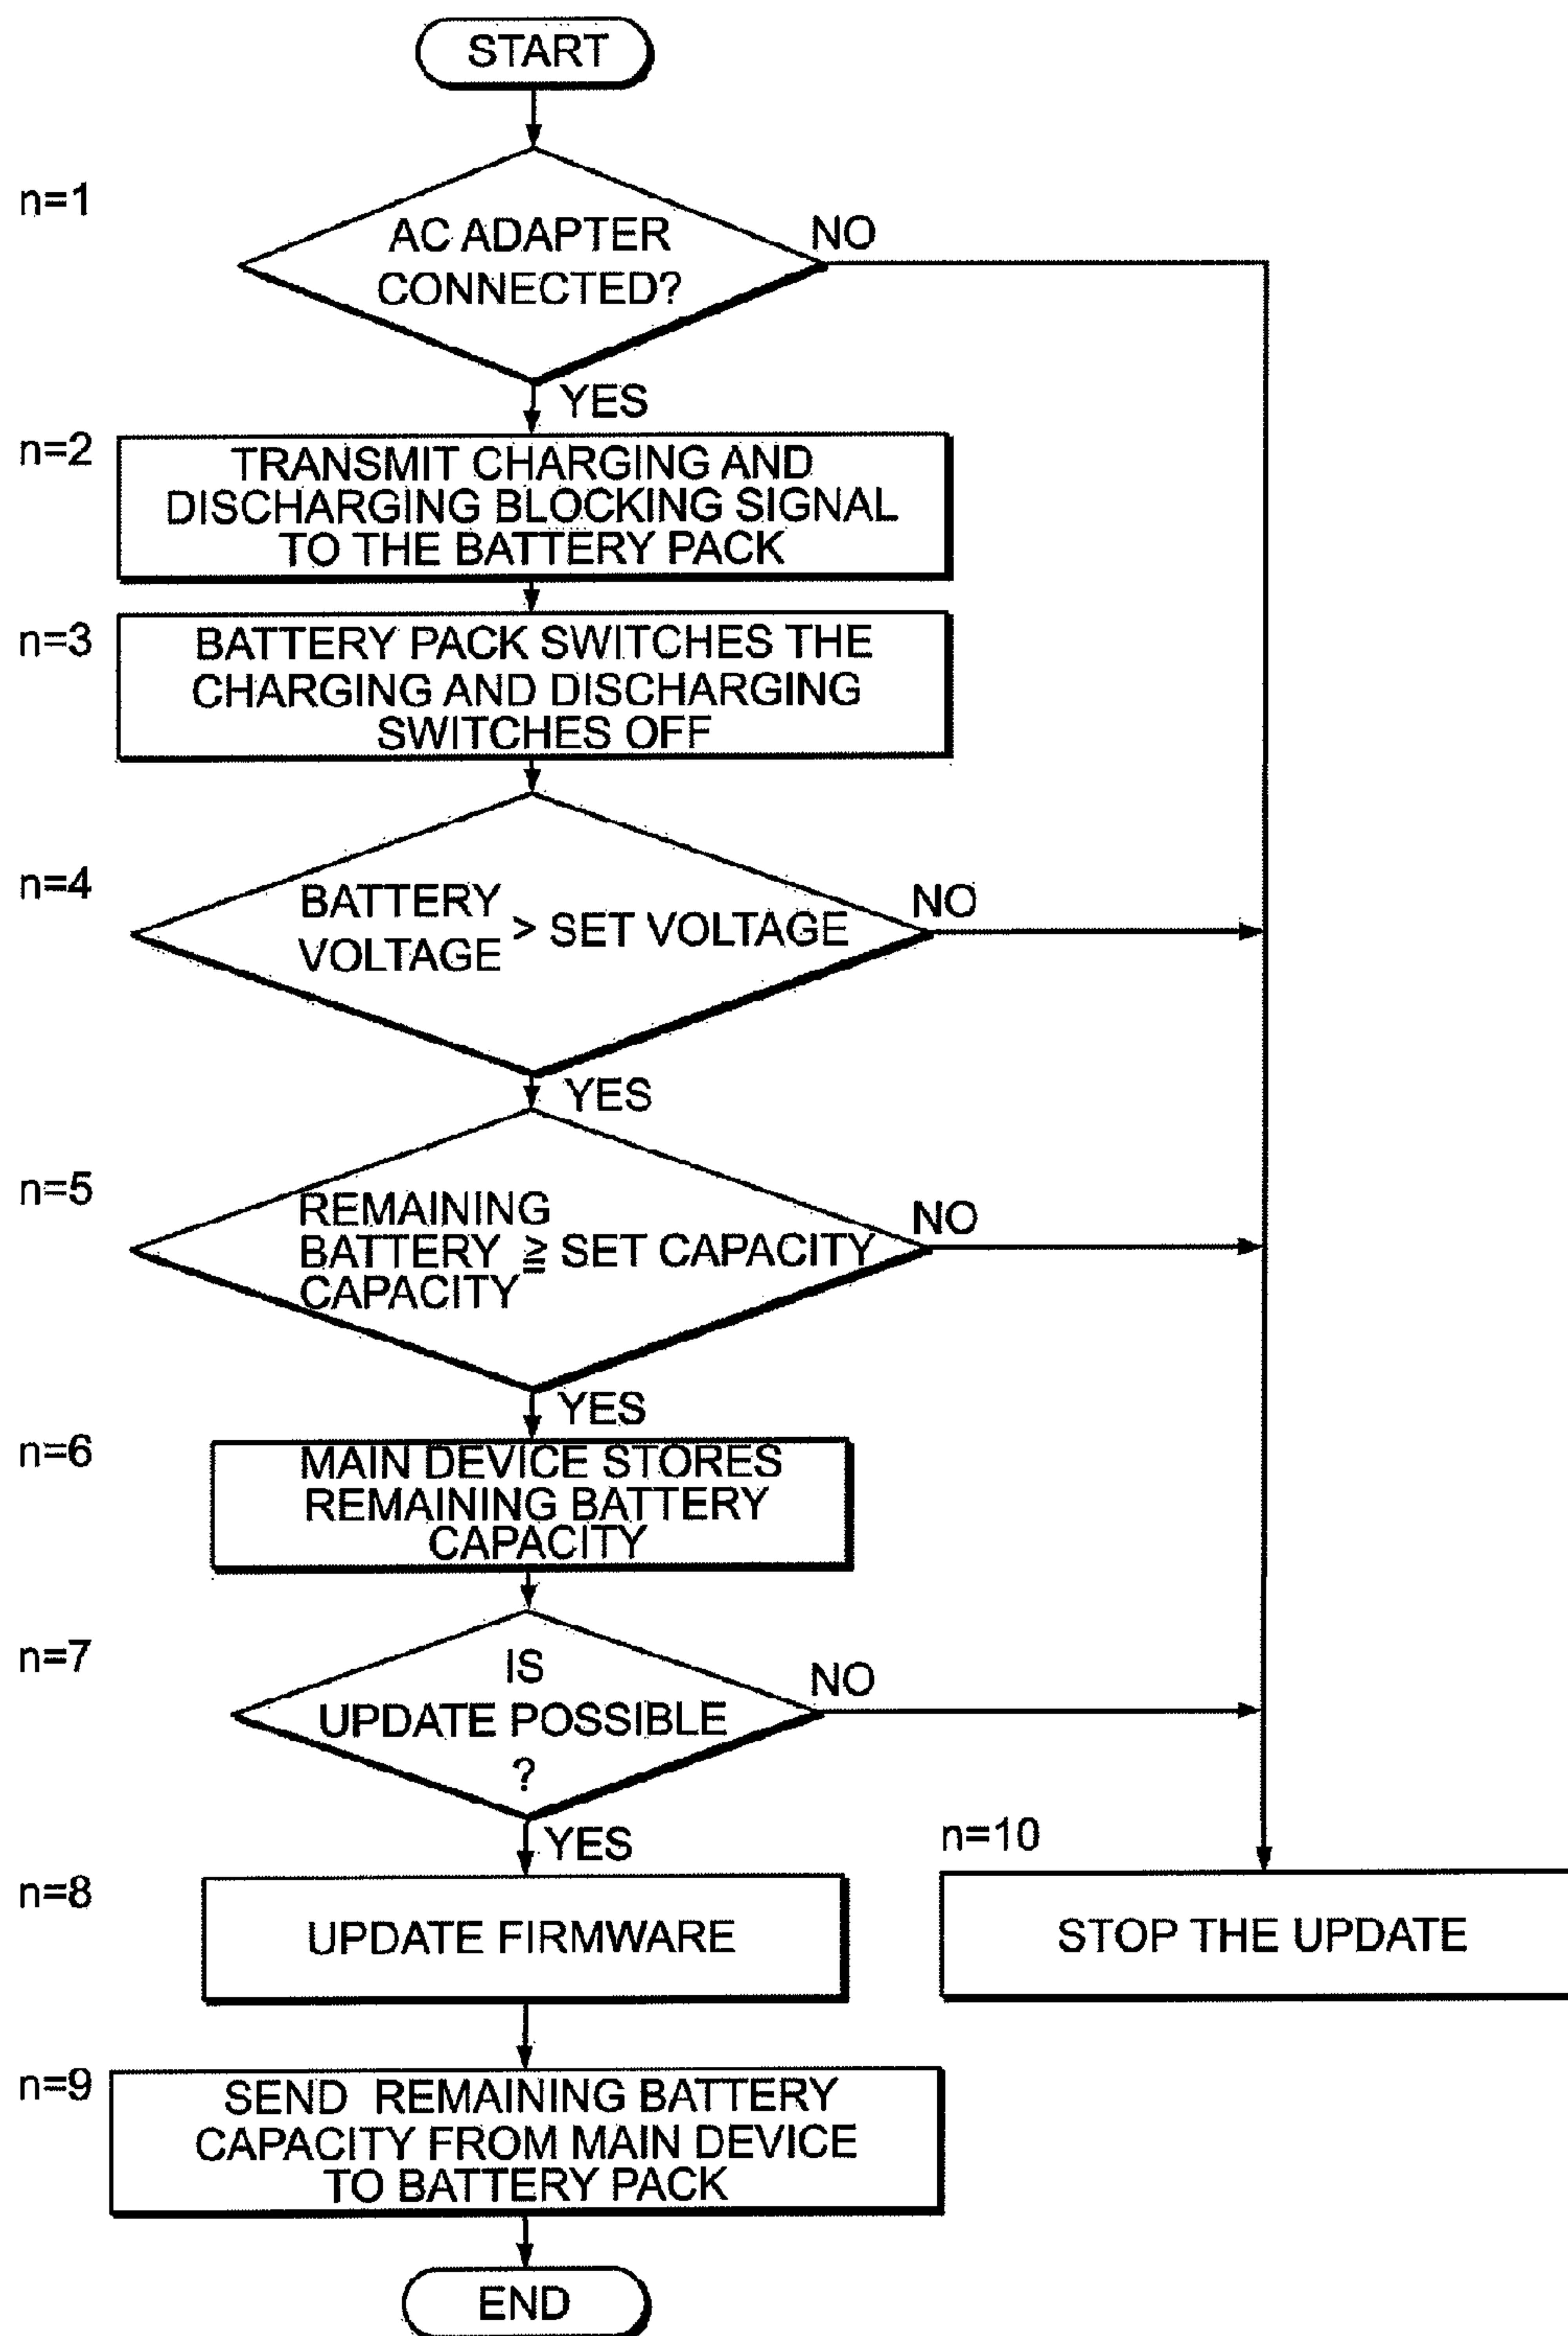 START
n=1
AC ADAPTER
CONNECTED?
NO
YES
n=2
TRANSMIT CHARGING AND
DISCHARGING BLOCKING SIGNAL
TO THE BATTERY PACK
n=3
BATTERY PACK SWITCHES THE
CHARGING AND DISCHARGING
SWITCHES OFF
n=4
BATTERY
VOLTAGE
> SET VOLTAGE
NO
YES
n=5
REMAINING
BATTERY
CAPACITY
≧ SET CAPACITY
NO
YES
n=6
MAIN DEVICE STORES
REMAINING BATTERY
CAPACITY
n=7
IS
UPDATE POSSIBLE
?
NO
YES
n=8
UPDATE FIRMWARE
n=10
STOP THE UPDATE
n=9
SEND REMAINING BATTERY
CAPACITY FROM MAIN DEVICE
TO BATTERY PACK
END